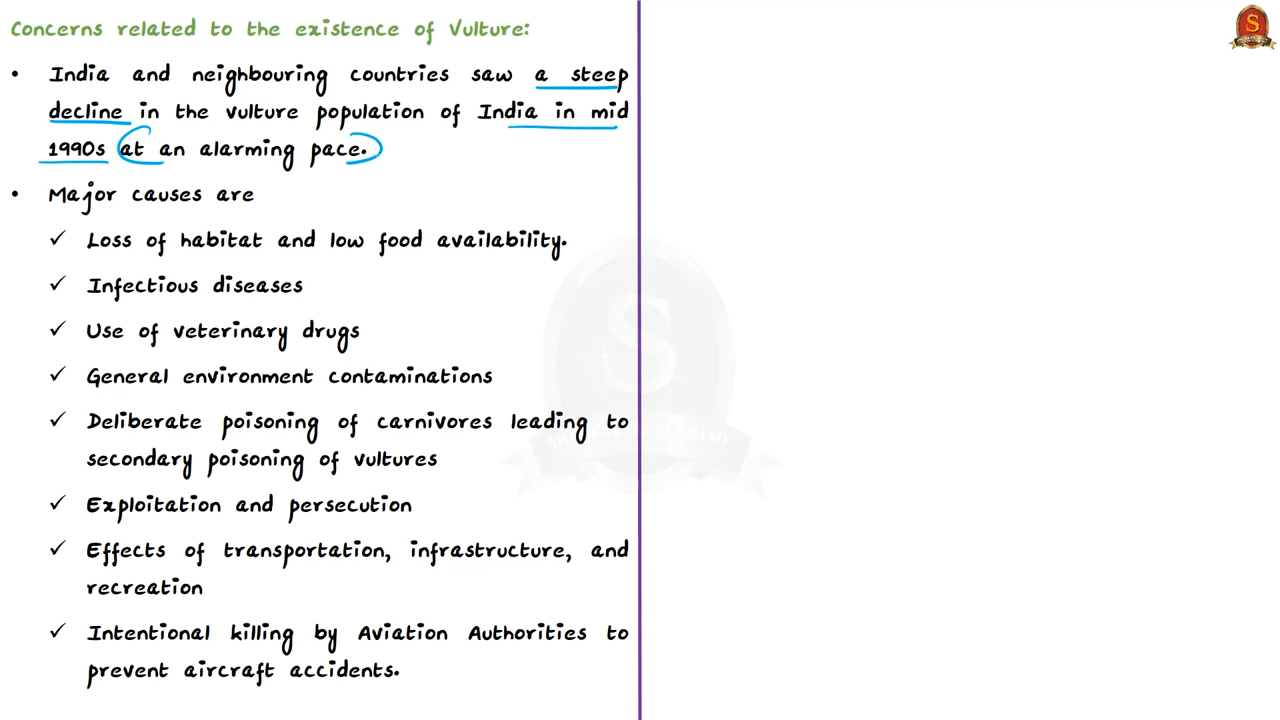 Concerns related to the existence of Vulture:
• India and neighbouring countries saw a steep
decline in the vulture population of India in mid
1990s at an alarming pace.
• Major causes are
✓ Loss of habitat and low food availability.
✓ Infectious diseases
✓ Use of veterinary drugs
✓ General environment contaminations
✓ Deliberate poisoning of carnivores leading to
secondary poisoning of vultures
✓ Exploitation and persecution
✓ Effects of transportation, infrastructure, and
recreation
✓ Intentional killing by Aviation Authorities to
prevent aircraft accidents.
S
S